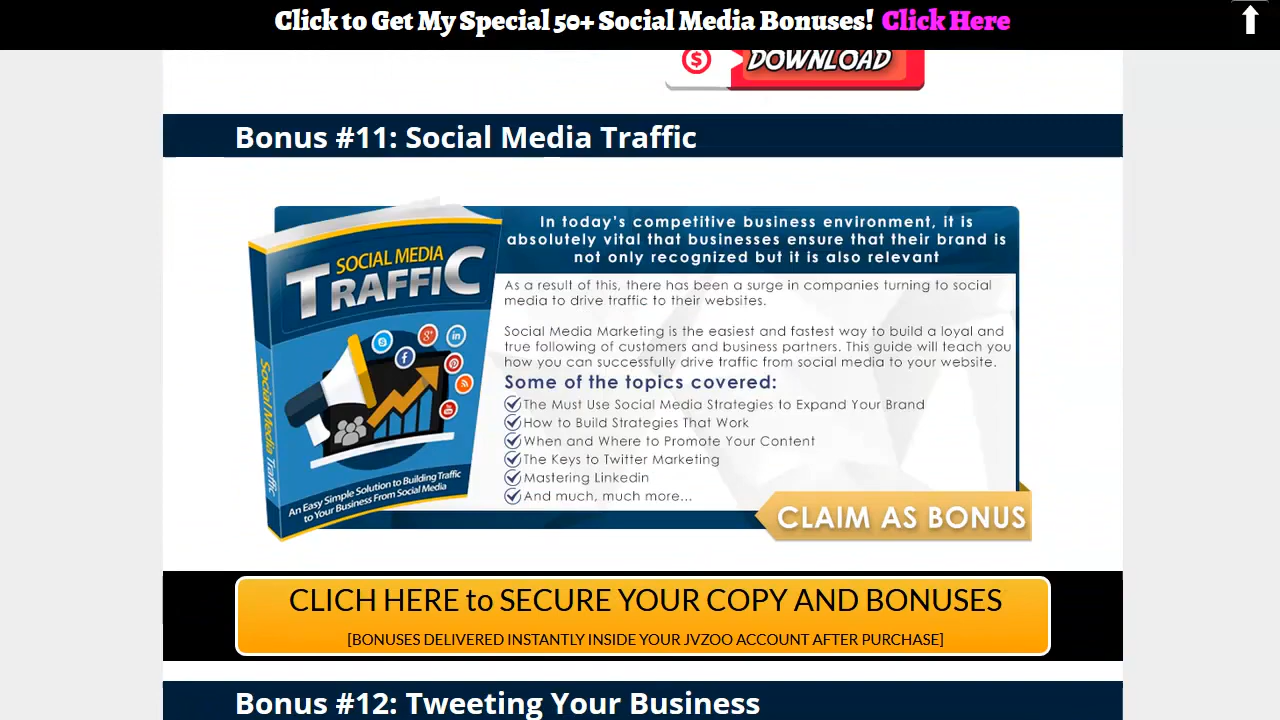 Click to Get My Special 50+ Social Media Bonuses! Click Here
$ DOWNLOAD
Bonus #11: Social Media Traffic
In today's competitive business environment, it is
absolutely vital that businesses ensure that their brand is
not only recognized but it is also relevant
As a result of this, there has been a surge in companies turning to social
media to drive traffic to their websites.
Social Media Marketing is the easiest and fastest way to build a loyal and
true following of customers and business partners. This guide will teach you
how you can successfully drive traffic from social media to your website.
Some of the topics covered:
The Must Use Social Media Strategies to Expand Your Brand
How to Build Strategies That Work
When and Where to Promote Your Content
The Keys to Twitter Marketing
Mastering Linkedin
And much, much more...
SOCIAL MEDIA
TRAFFIC
Social Media Traffic
An Easy Simple Solution to Building Traffic
to Your Business From Social Media
CLAIM AS BONUS
CLICH HERE to SECURE YOUR COPY AND BONUSES
[BONUSES DELIVERED INSTANTLY INSIDE YOUR JVZOO ACCOUNT AFTER PURCHASE]
Bonus #12: Tweeting Your Business